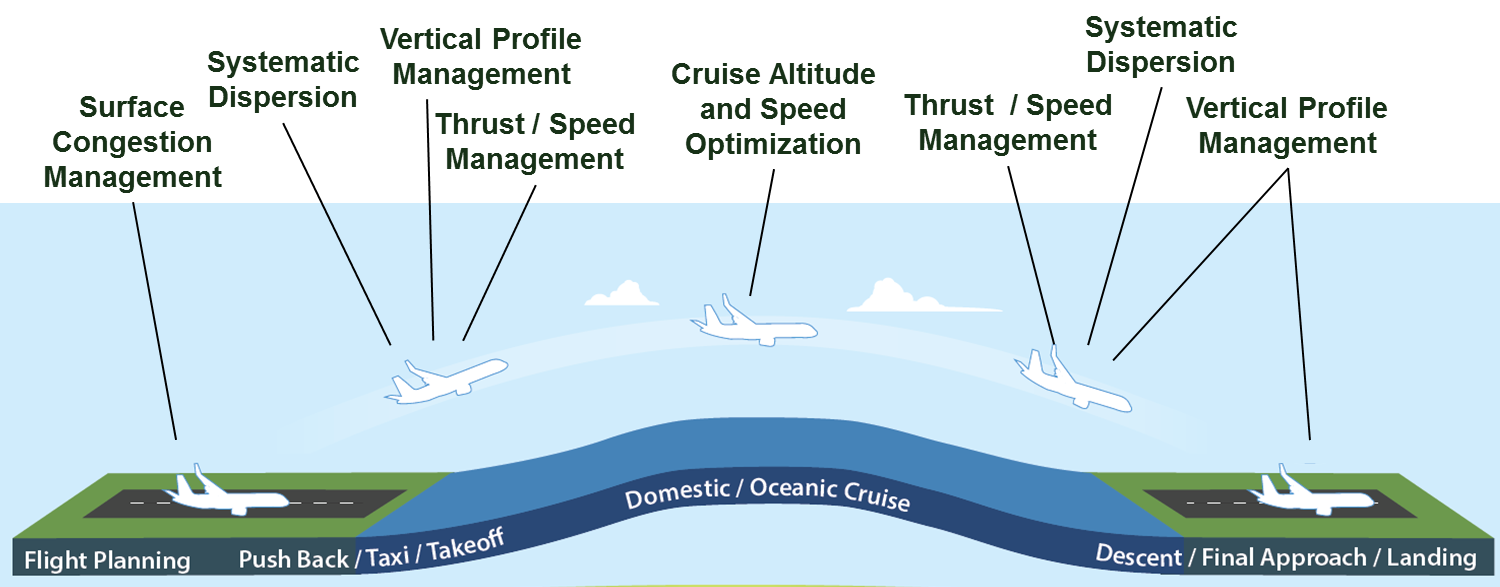 Surface
Congestion
Management
Systematic
Dispersion
Vertical Profile
Management
Thrust / Speed
Management
Cruise Altitude
and Speed
Optimization
Thrust / Speed
Management
Systematic
Dispersion
Vertical Profile
Management
Flight Planning
Push Back / Taxi / Takeoff
Domestic / Oceanic Cruise
Descent / Final Approach / Landing